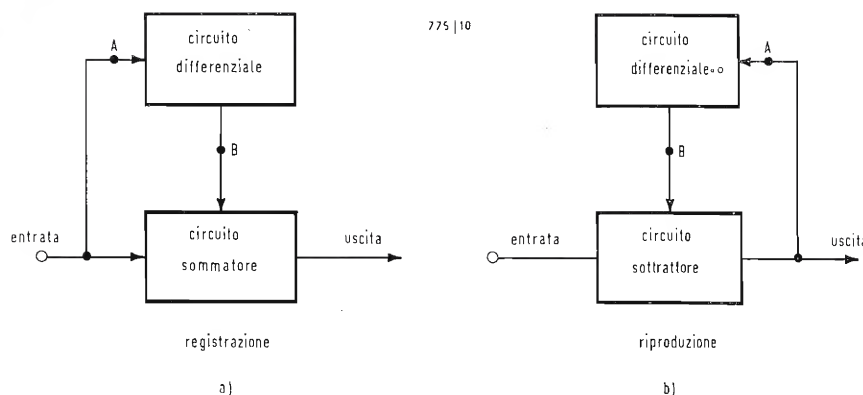 775 | 10
A
circuito
differenziale
B
entrata
circuito
sommatore
uscita
registrazione
a)
circuito
differenziale
A
B
entrata
circuito
sottrattore
uscita
riproduzione
b)